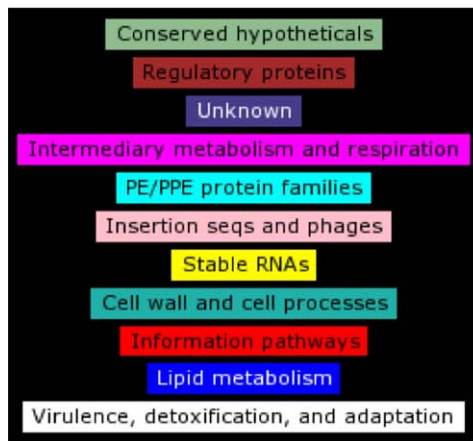 Conserved hypotheticals
Regulatory proteins
Unknown
Intermediary metabolism and respiration
PE/PPE protein families
Insertion seqs and phages
Stable RNAs
Cell wall and cell processes
Information pathways
Lipid metabolism
Virulence, detoxification, and adaptation